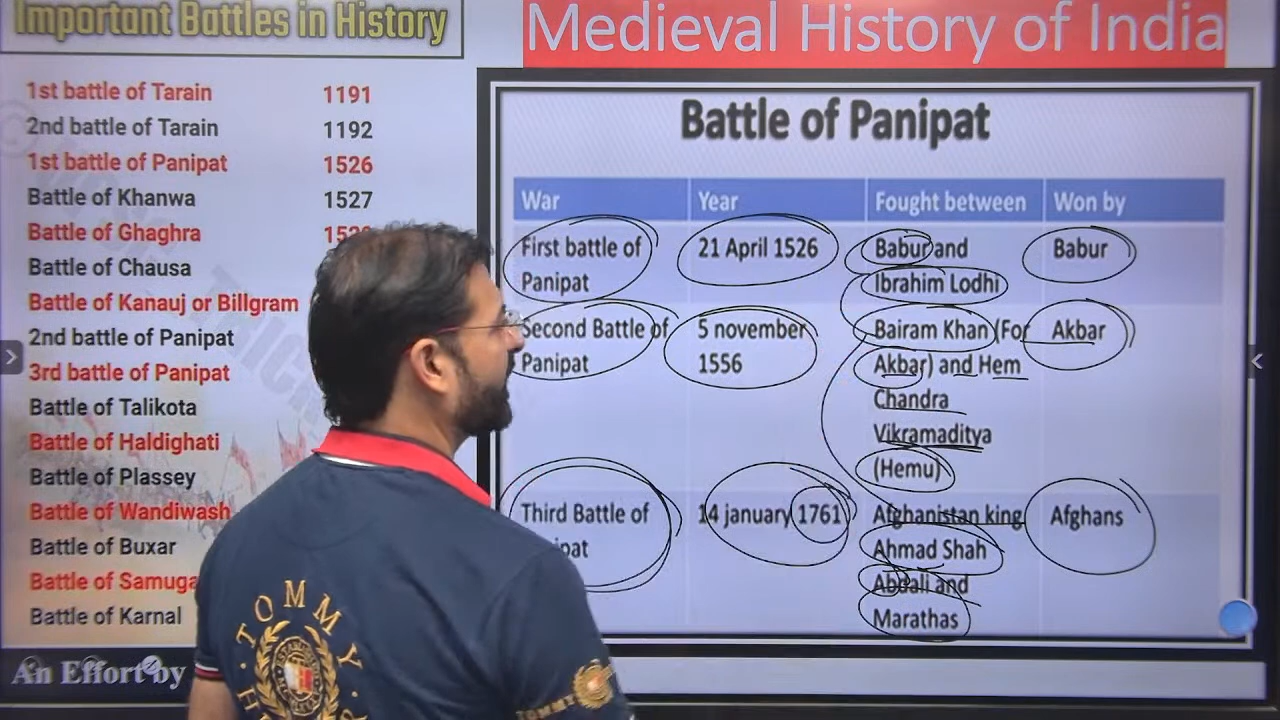 Important Battles in History
1st battle of Tarain 1191
2nd battle of Tarain 1192
1st battle of Panipat 1526
Battle of Khanwa 1527
Battle of Ghaghra
Battle of Chausa
Battle of Kanauj or Billgram
2nd battle of Panipat
3rd battle of Panipat
Battle of Talikota
Battle of Haldighati
Battle of Plassey
Battle of Wandiwash
Battle of Buxar
Battle of
Battle of Karnal
An Effort by
Medieval History of India
Battle of Panipat
War Year Fought between Won by
First battle of 21 April 1526 Babur and Babur
Panipat Ibrahim Lodhi
Second Battle of 5 november Bairam Khan (For Akbar
Panipat 1556 Akbar) and Hem
Chandra
Vikramaditya
(Hemu)
Third Battle of 14 january 1761 Afghanistan king Afghans
Ahmad Shah
Abdali and
Marathas
TOMMY
TOMMY